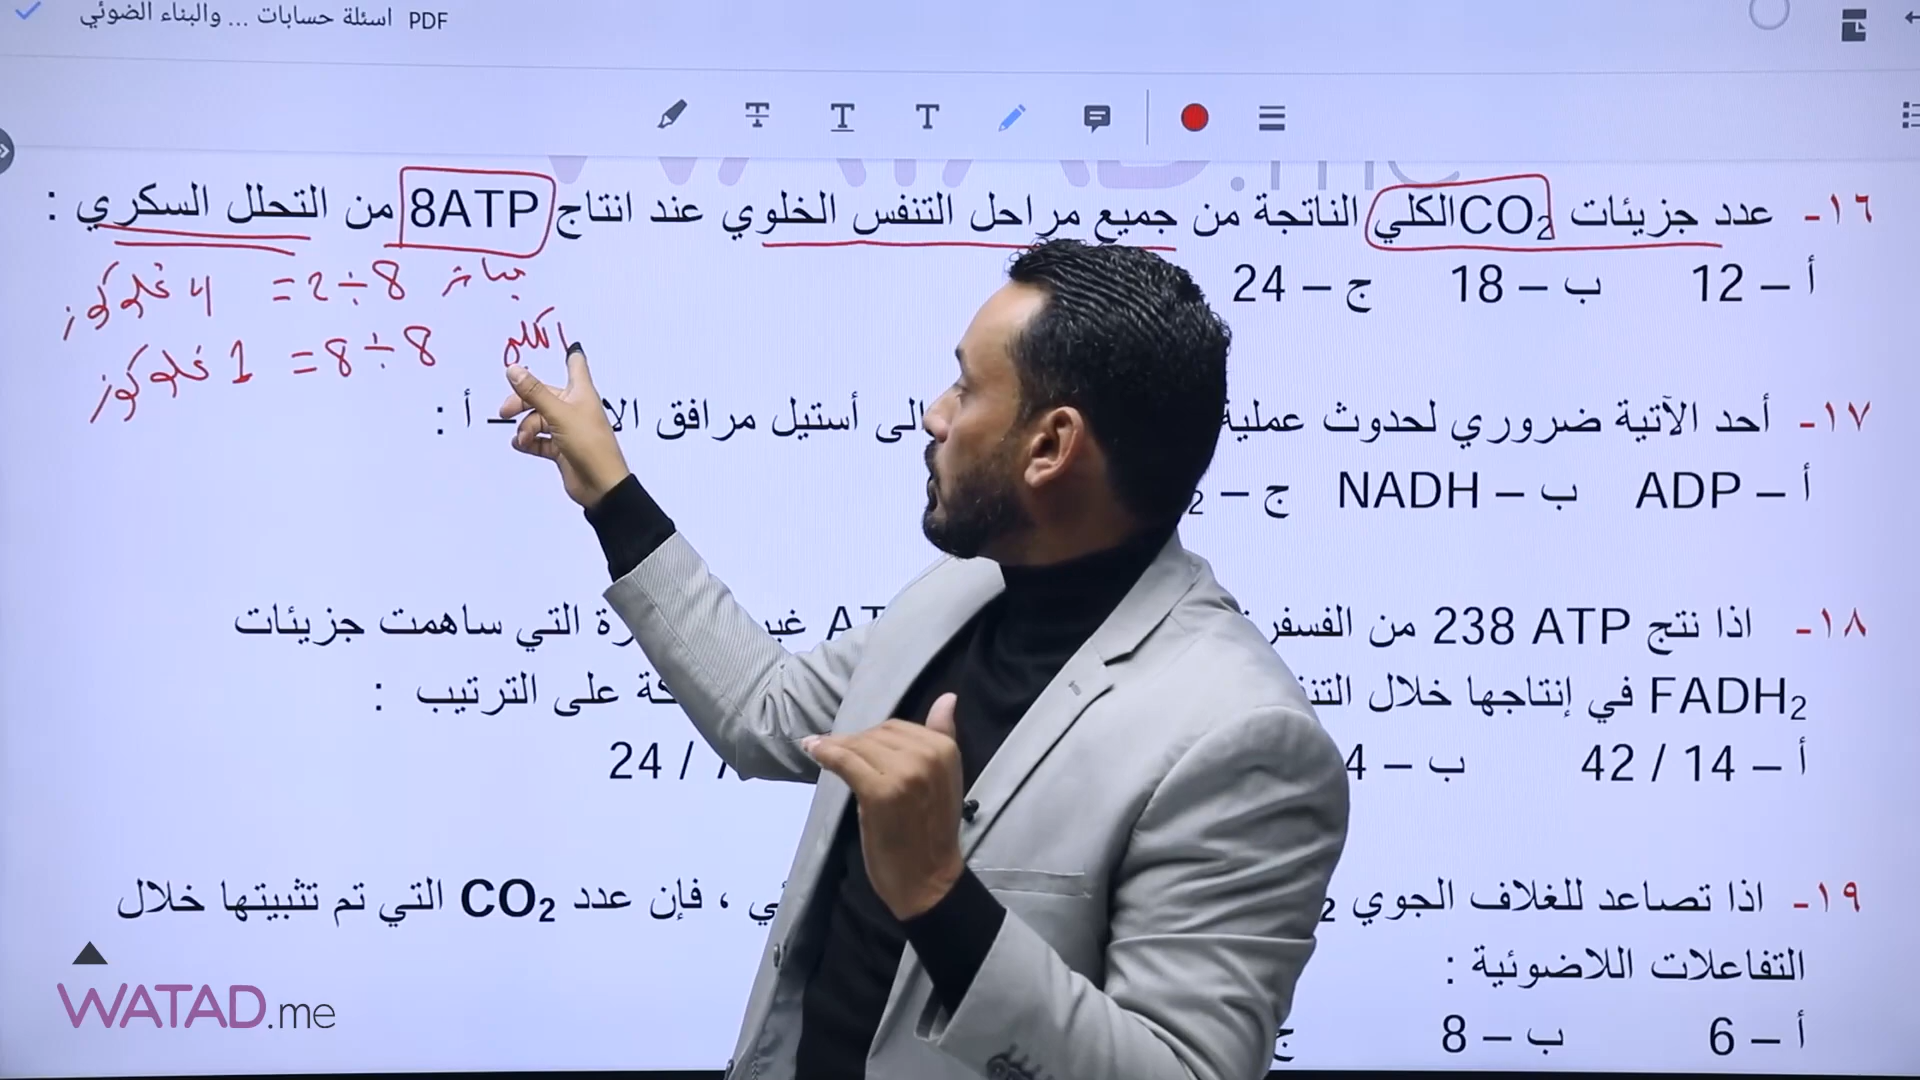 اسئلة حسابات ... والبناء الضوئي PDF
١٦- عدد جزيئات CO₂ الكلي الناتجة من جميع مراحل التنفس الخلوي عند انتاج 8ATP من التحلل السكري :
مباشر 8 ÷ 2 = 4 غلوكوز
أ – 12 ب – 18 ج – 24
الكلي 8 ÷ 8 = 1 غلوكوز
١٧- أحد الآتية ضروري لحدوث عملية الى أستيل مرافق – أ :
أ – ADP ب – NADH ج –
١٨- اذا نتج 238 ATP من غير التي ساهمت جزيئات
FADH₂ في إنتاجها خلال على الترتيب :
أ – 14 / 42 ب – / 24
١٩- اذا تصاعد للغلاف الجوي ، فإن عدد CO₂ التي تم تثبيتها خلال
التفاعلات اللاضوئية :
أ – 6 ب – 8 ج
WATAD.me